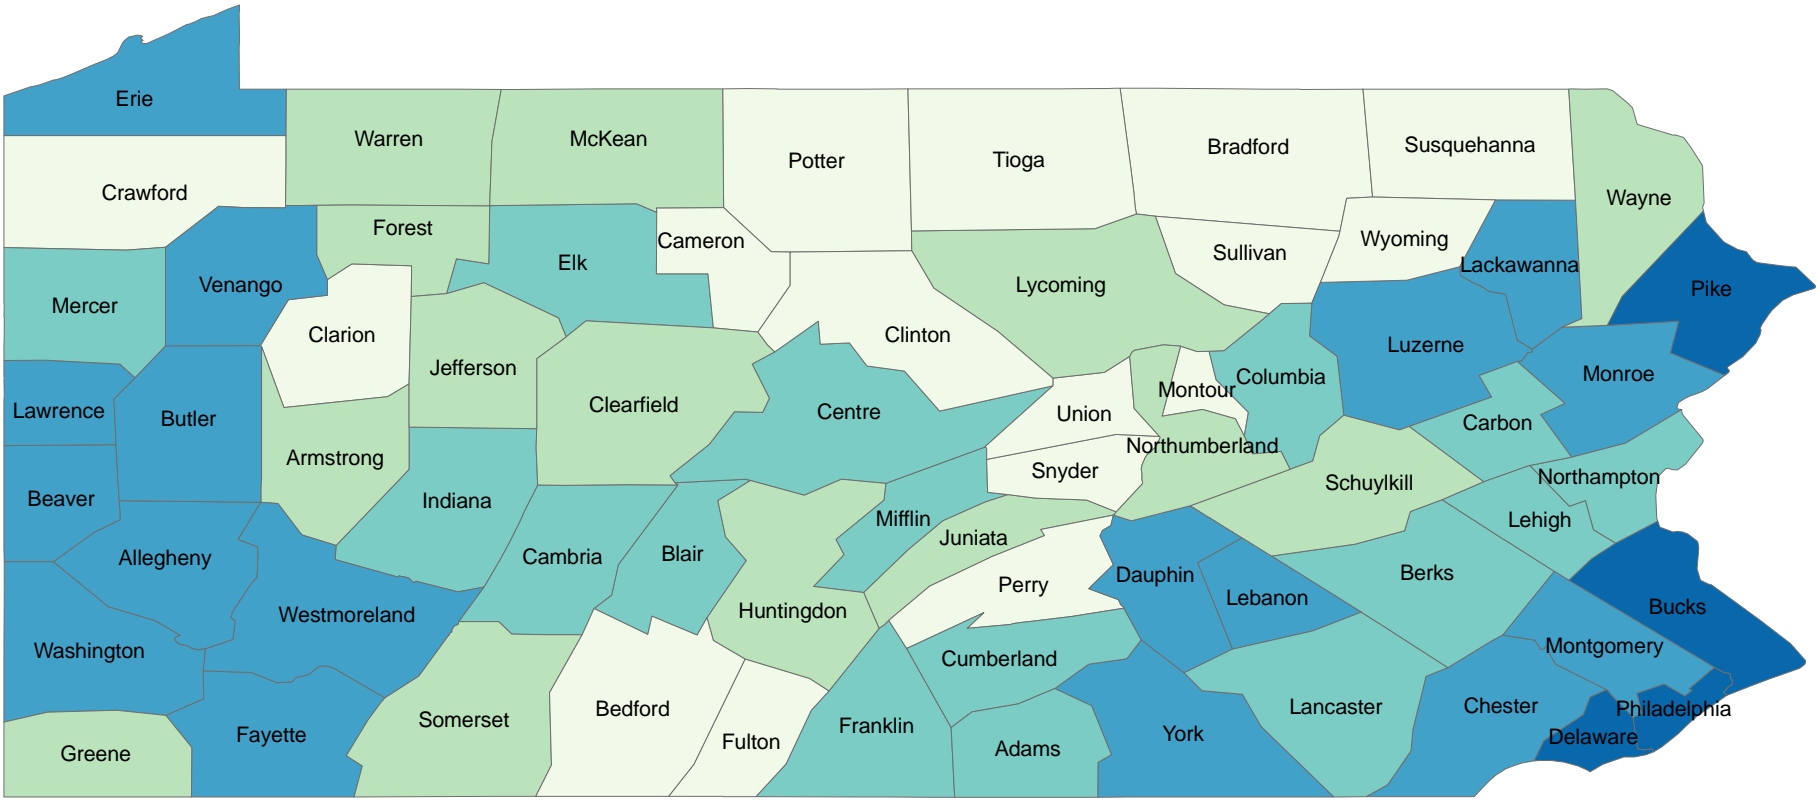 Erie
Warren
McKean
Potter
Tioga
Bradford
Susquehanna
Crawford
Wayne
Forest
Cameron
Sullivan
Wyoming
Elk
Lackawanna
Venango
Lycoming
Pike
Mercer
Clarion
Clinton
Luzerne
Jefferson
Monroe
Columbia
Montour
Lawrence
Butler
Clearfield
Centre
Union
Carbon
Northumberland
Armstrong
Snyder
Northampton
Schuylkill
Beaver
Indiana
Mifflin
Lehigh
Juniata
Allegheny
Cambria
Blair
Berks
Dauphin
Perry
Lebanon
Bucks
Huntingdon
Westmoreland
Montgomery
Washington
Cumberland
Chester
Lancaster
Bedford
Philadelphia
Somerset
Franklin
Fayette
York
Delaware
Fulton
Adams
Greene